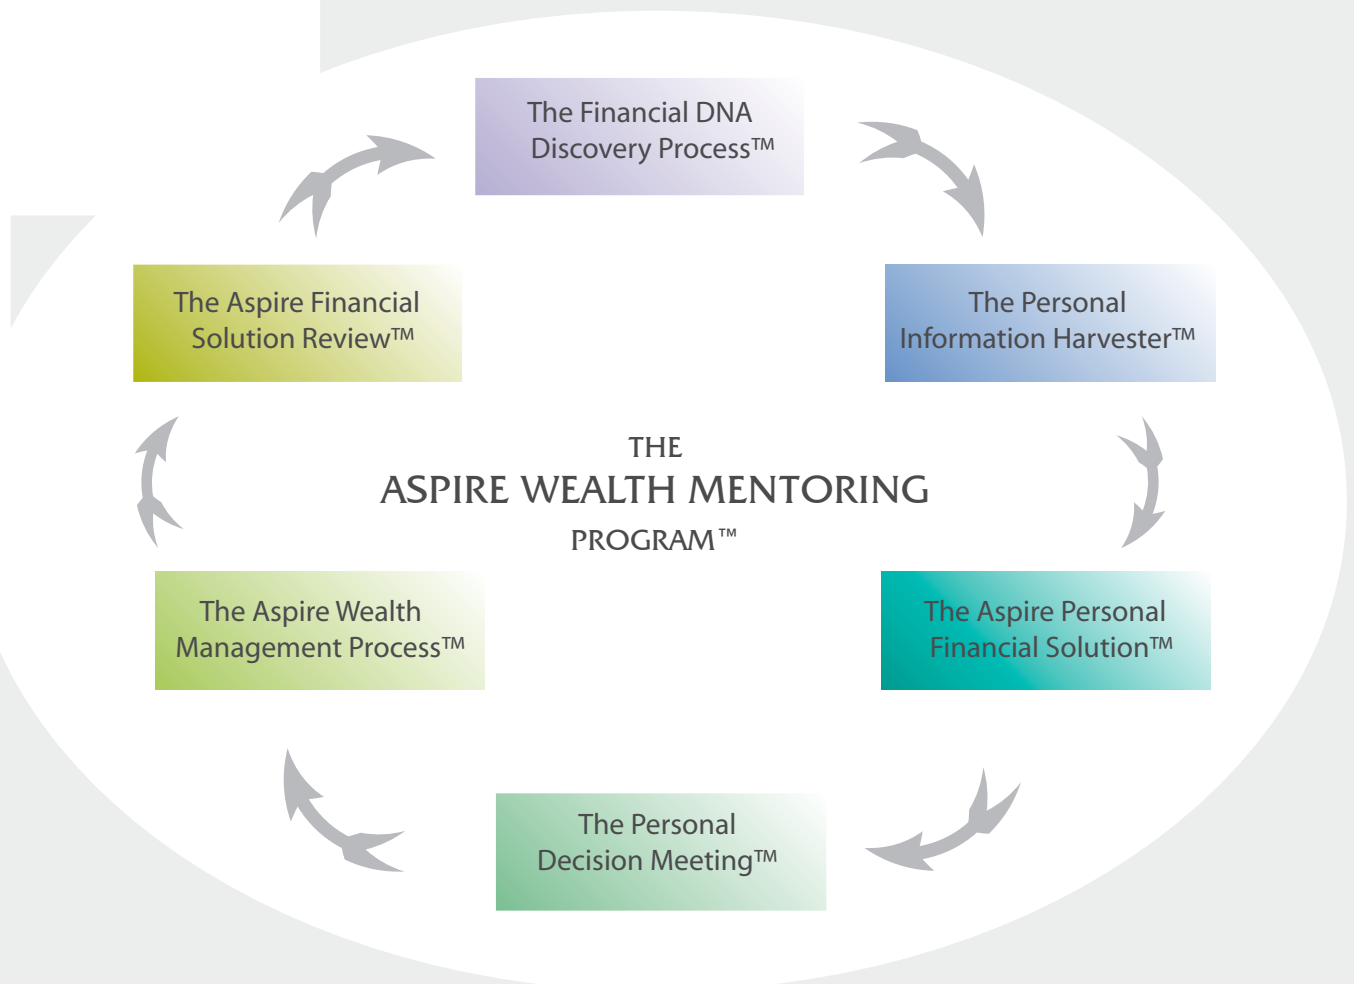 The Financial DNA
Discovery Process™
The Personal
Information Harvester™
The Aspire Personal
Financial Solution™
The Personal
Decision Meeting™
The Aspire Wealth
Management Process™
The Aspire Financial
Solution Review™
THE
ASPIRE WEALTH MENTORING
PROGRAM™